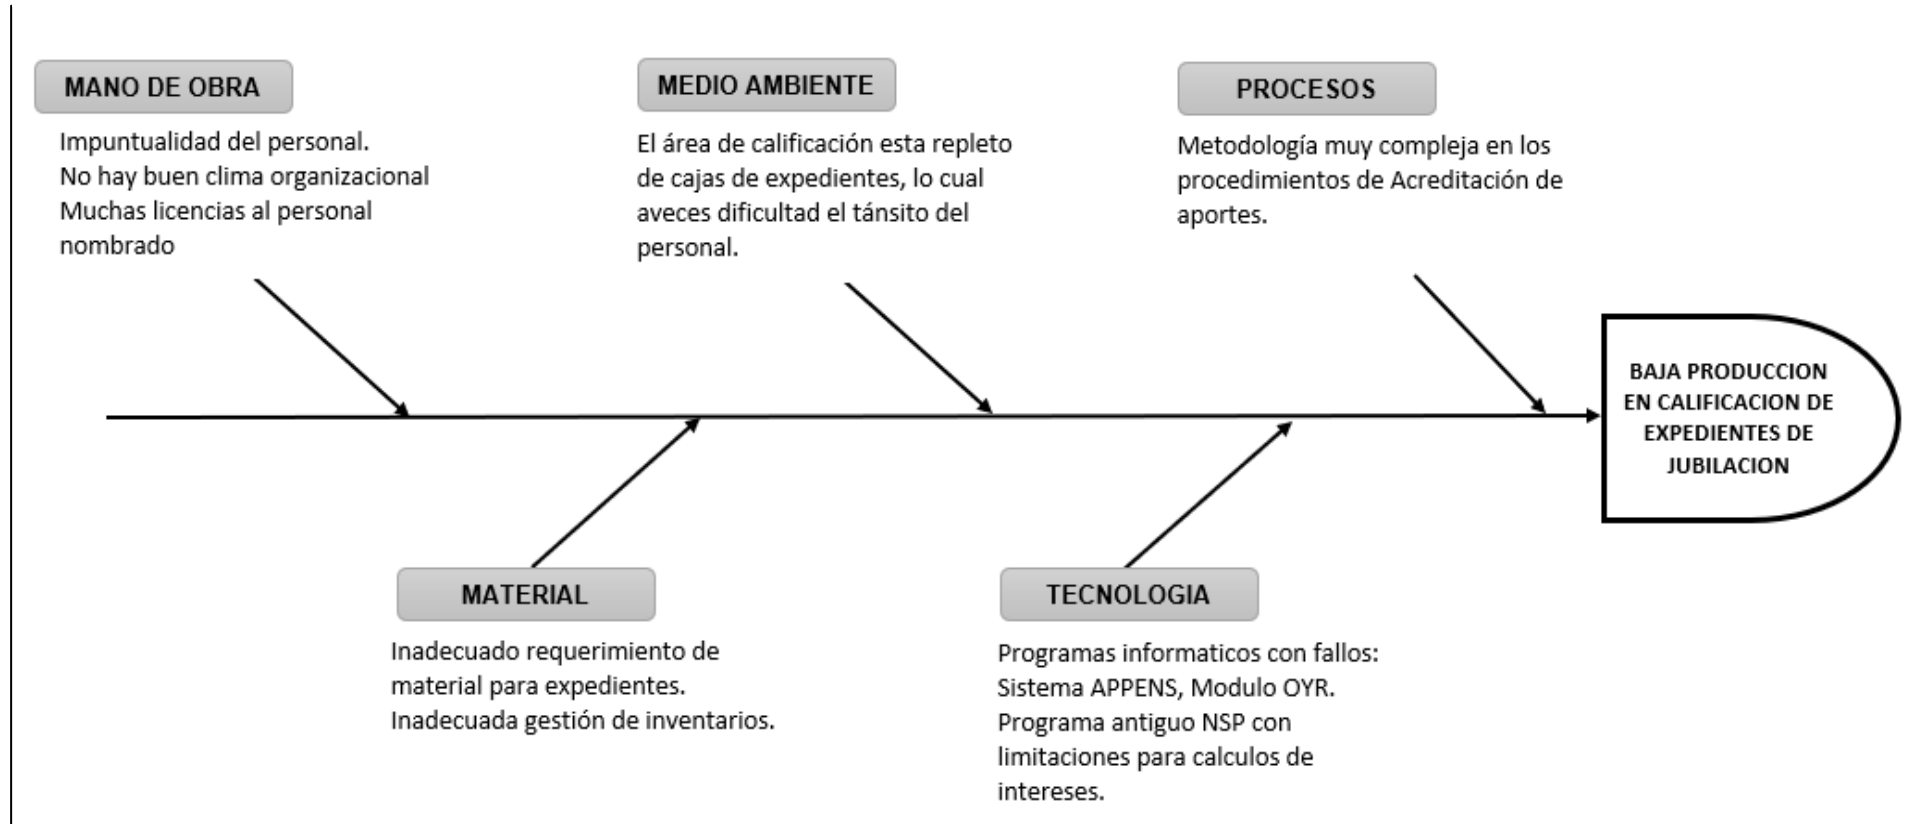 MANO DE OBRA
Impuntualidad del personal.
No hay buen clima organizacional
Muchas licencias al personal
nombrado
MEDIO AMBIENTE
El área de calificación esta repleto
de cajas de expedientes, lo cual
aveces dificultad el tánsito del
personal.
PROCESOS
Metodología muy compleja en los
procedimientos de Acreditación de
aportes.
BAJA PRODUCCION
EN CALIFICACION DE
EXPEDIENTES DE
JUBILACION
MATERIAL
Inadecuado requerimiento de
material para expedientes.
Inadecuada gestión de inventarios.
TECNOLOGIA
Programas informaticos con fallos:
Sistema APPENS, Modulo OYR.
Programa antiguo NSP con
limitaciones para calculos de
intereses.